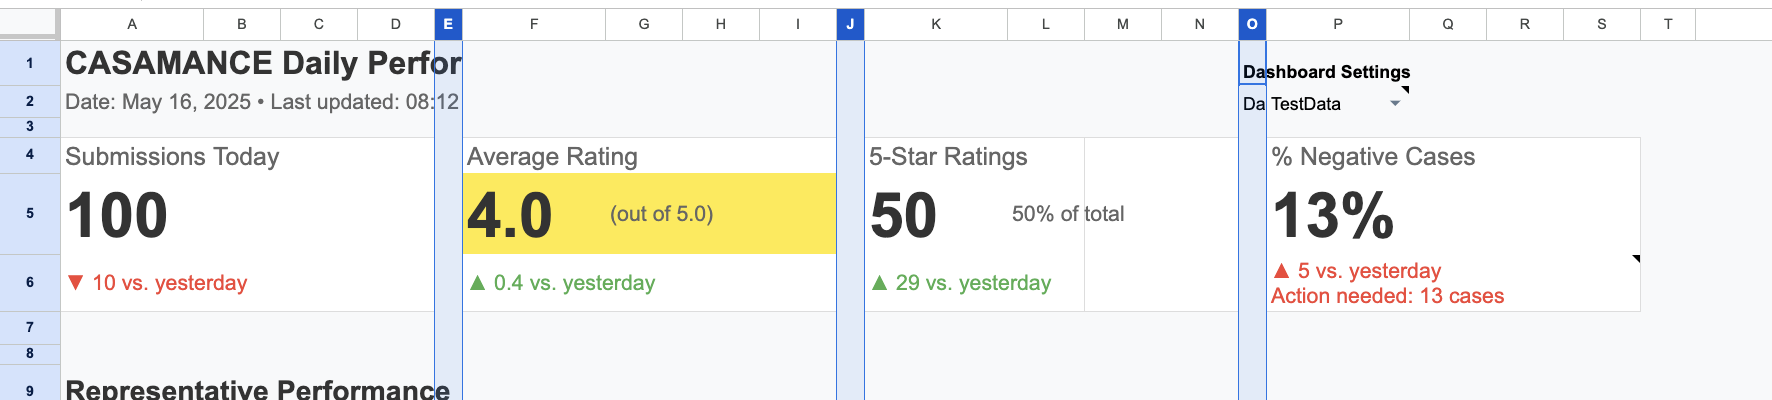 A B C D E F G H I J K L M N O P Q R S T
1 CASAMANCE Daily Perfor Dashboard Settings
2 Date: May 16, 2025 • Last updated: 08:12 Da TestData
3
4 Submissions Today Average Rating 5-Star Ratings % Negative Cases
5 100 4.0 (out of 5.0) 50 50% of total 13%
6 ▼ 10 vs. yesterday ▲ 0.4 vs. yesterday ▲ 29 vs. yesterday ▲ 5 vs. yesterday
Action needed: 13 cases
7
8
9 Representative Performance